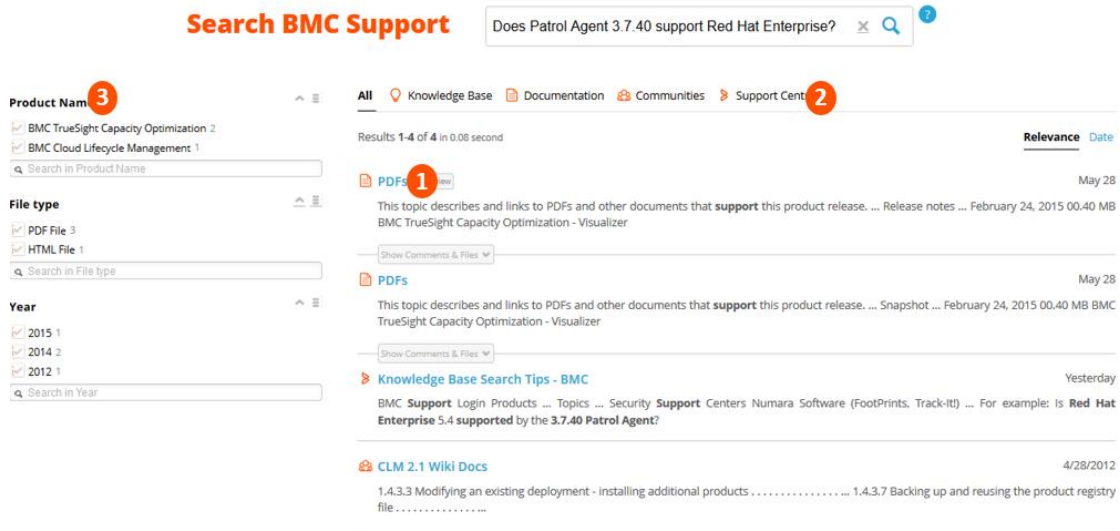 Search BMC Support
Does Patrol Agent 3.7.40 support Red Hat Enterprise?
?
Product
3
BMC TrueSight Capacity Optimization 2
BMC Cloud Lifecycle Management 1
Search in Product Name
File type
PDF File 3
HTML File 1
Search in File type
Year
2015 1
2014 2
2012 1
Search in Year
All Knowledge Base Documentation Communities Support
2
Results 1-4 of 4 in 0.08 second
Relevance Date
PDFs
1
May 28
This topic describes and links to PDFs and other documents that support this product release. ... Release notes ... February 24, 2015 00.40 MB
BMC TrueSight Capacity Optimization - Visualizer
Show Comments & Files
PDFs
May 28
This topic describes and links to PDFs and other documents that support this product release. ... Snapshot ... February 24, 2015 00.40 MB BMC
TrueSight Capacity Optimization - Visualizer
Show Comments & Files
Knowledge Base Search Tips - BMC
Yesterday
BMC Support Login Products ... Topics ... Security Support Centers Numara Software (FootPrints, Track-It!) ... For example: Is Red Hat
Enterprise 5.4 supported by the 3.7.40 Patrol Agent?
CLM 2.1 Wiki Docs
4/28/2012
1.4.3.3 Modifying an existing deployment - installing additional products . . . . . . . . . . . . . . . . ... 1.4.3.7 Backing up and reusing the product registry
file . . . . . . . . . . . . . . ...